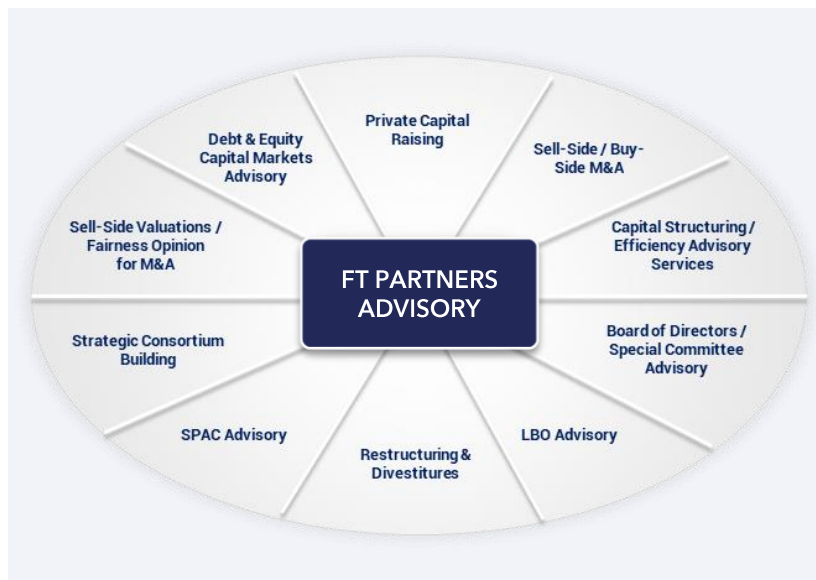 Private Capital
Raising
Debt & Equity
Capital Markets
Advisory
Sell-Side / Buy-
Side M&A
Sell-Side Valuations /
Fairness Opinion
for M&A
Capital Structuring /
Efficiency Advisory
Services
FT PARTNERS
ADVISORY
Strategic Consortium
Building
Board of Directors /
Special Committee
Advisory
SPAC Advisory
LBO Advisory
Restructuring &
Divestitures